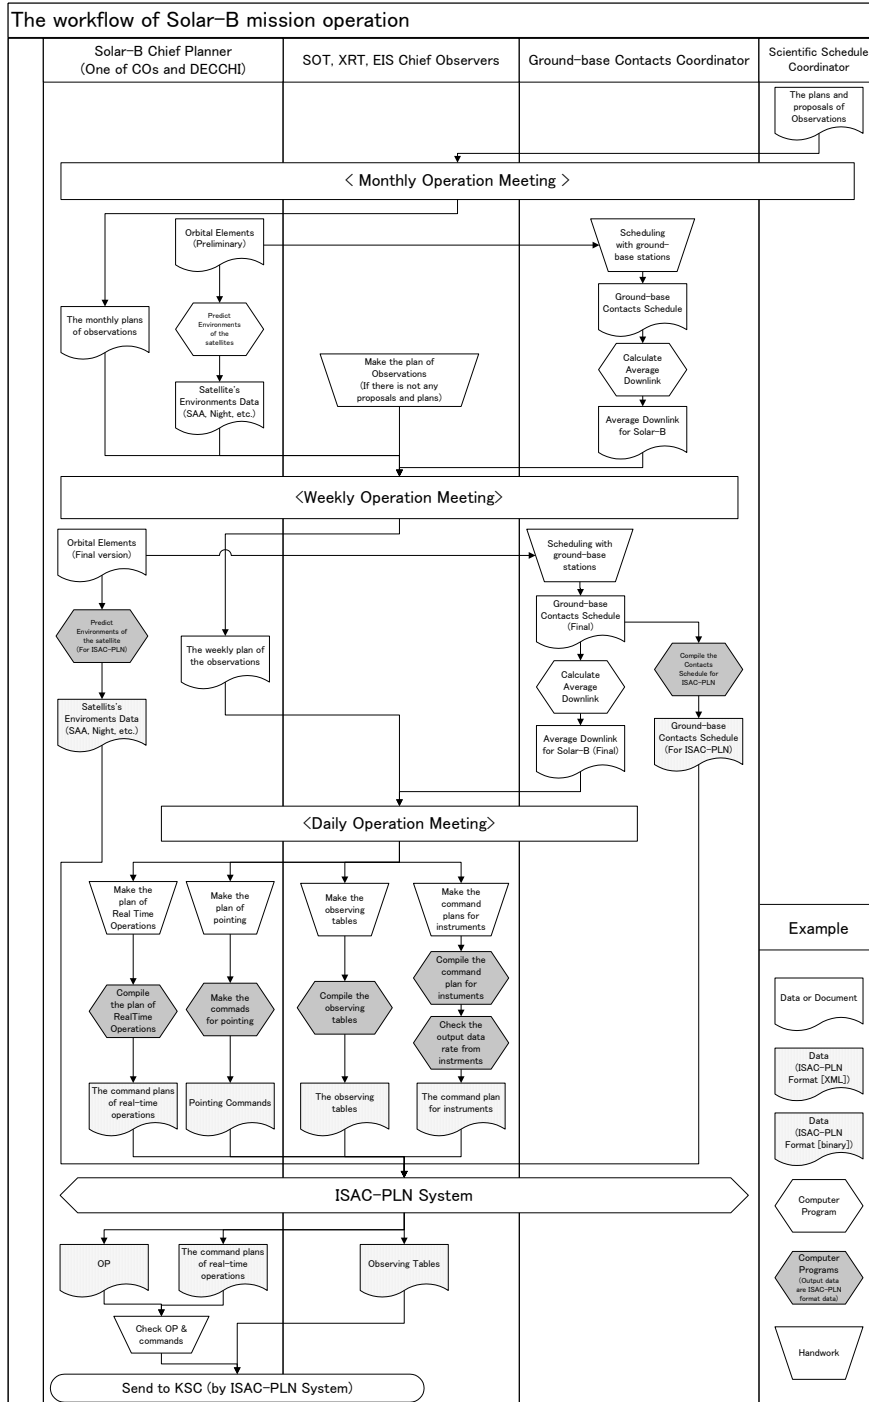 The workflow of Solar-B mission operation
Solar-B Chief Planner
(One of COs and DECCHI)
SOT, XRT, EIS Chief Observers
Ground-base Contacts Coordinator
Scientific Schedule
Coordinator
The plans and
proposals of
Observations
< Monthly Operation Meeting >
Orbital Elements
(Preliminary)
Scheduling
with ground-
base stations
The monthly plans
of observations
Predict
Environments
of the
satellites
Ground-base
Contacts Schedule
Make the plan of
Observations
(If there is not any
proposals and plans)
Calculate
Average
Downlink
Satellite's
Environments Data
(SAA, Night, etc.)
Average Downlink
for Solar-B
<Weekly Operation Meeting>
Orbital Elements
(Final version)
Scheduling with
ground-base
stations
Predict
Environments of
the satellite
(For ISAC-PLN)
The weekly plan of
the observations
Ground-base
Contacts Schedule
(Final)
Compile the
Contacts
Schedule for
ISAC-PLN
Calculate
Average
Downlink
Satellits's
Enviroments Data
(SAA, Night, etc.)
Average Downlink
for Solar-B (Final)
Ground-base
Contacts Schedule
(For ISAC-PLN)
<Daily Operation Meeting>
Make the
plan of
Real Time
Operations
Make the
plan of
pointing
Make the
observing
tables
Make the
command
plans for
instruments
Compile
the plan of
RealTime
Operations
Make the
commads
for pointing
Compile the
observing
tables
Compile the
command
plan for
instuments
Check the
output data
rate from
instrments
The command plans
of real-time
operations
Pointing Commands
The observing
tables
The command plan
for instruments
ISAC-PLN System
OP
The command plans
of real-time
operations
Observing Tables
Check OP &
commands
Send to KSC (by ISAC-PLN System)
Example
Data or Document
Data
(ISAC-PLN
Format [XML])
Data
(ISAC-PLN
Format [binary])
Computer
Program
Computer
Programs
(Output data
are ISAC-PLN
format data)
Handwork